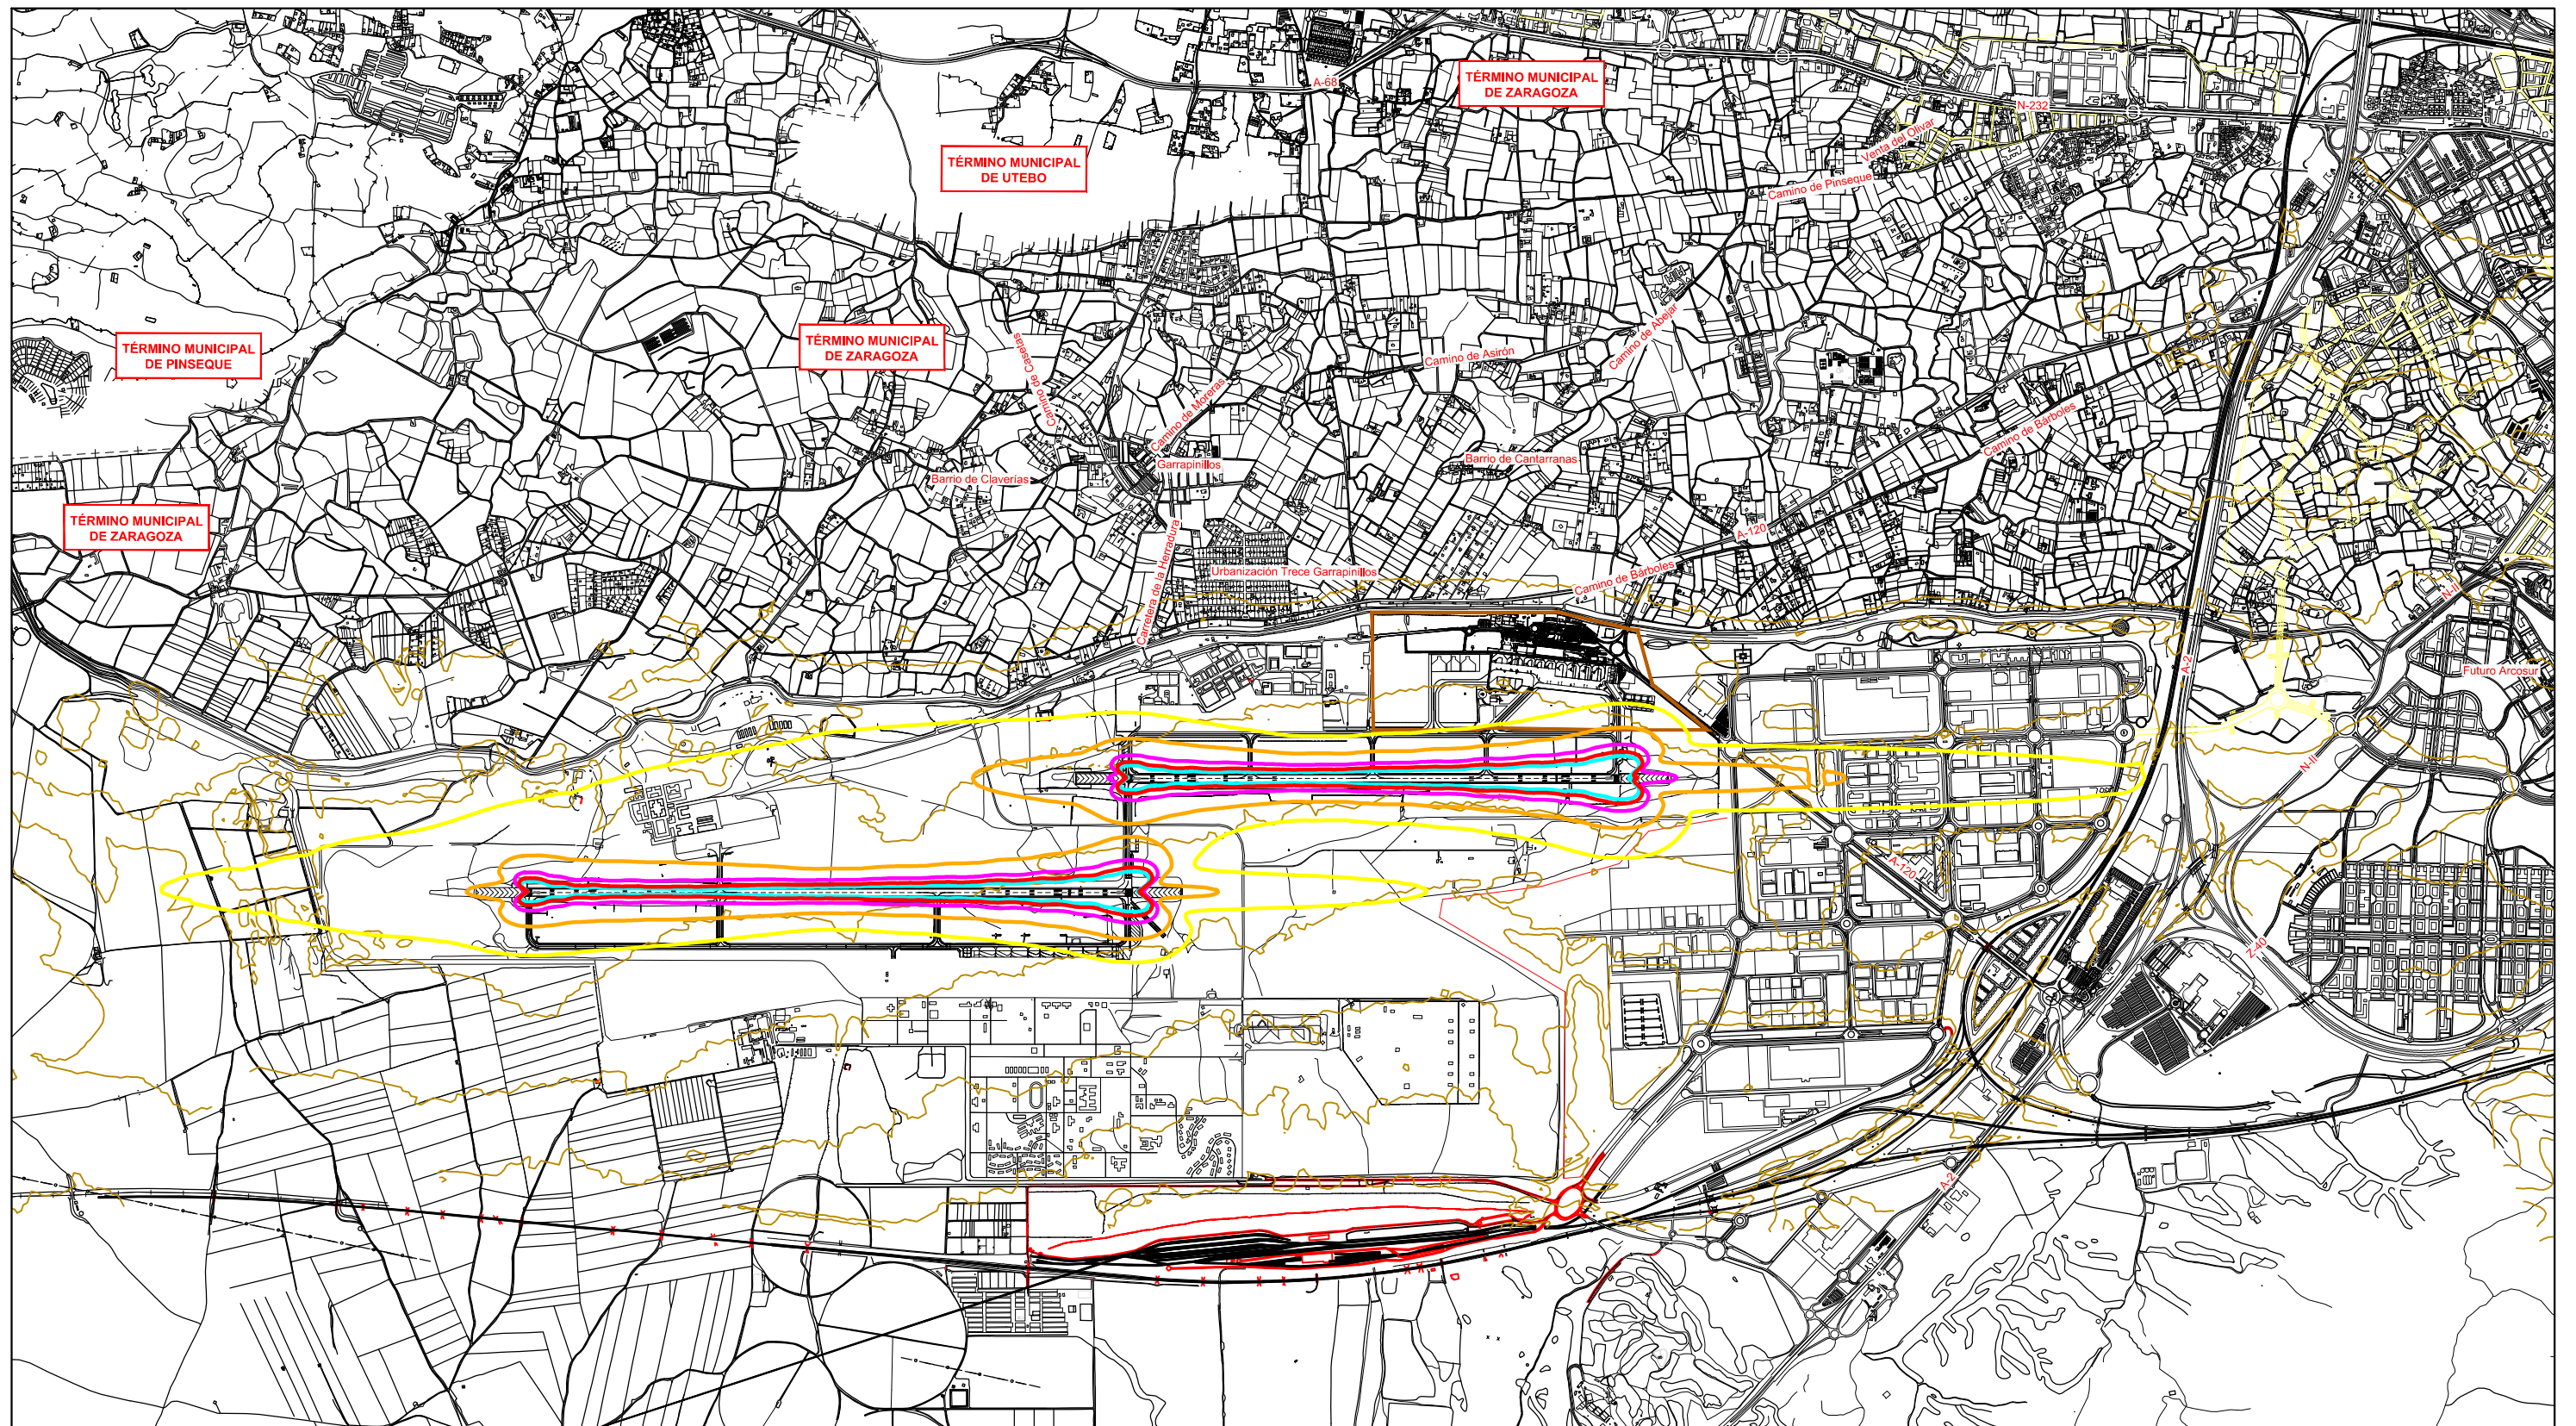 TÉRMINO MUNICIPAL
DE ZARAGOZA
A-68
N-232
Venta del Olivar
TÉRMINO MUNICIPAL
DE UTEBO
Camino de Pinseque
TÉRMINO MUNICIPAL
DE PINSEQUE
TÉRMINO MUNICIPAL
DE ZARAGOZA
Camino de Caselas
Camino de Moreras
Camino de Asirón
Camino de Abejar
Camino de Bárboles
Garrapinillos
Barrio de Claverías
Barrio de Cantarranas
TÉRMINO MUNICIPAL
DE ZARAGOZA
A-120
Carretera de la Herradura
Urbanización Trece Garrapinillos
Camino de Bárboles
N-II
A-2
Futuro Arcosur
N-II
A-120
Z-40
A-2